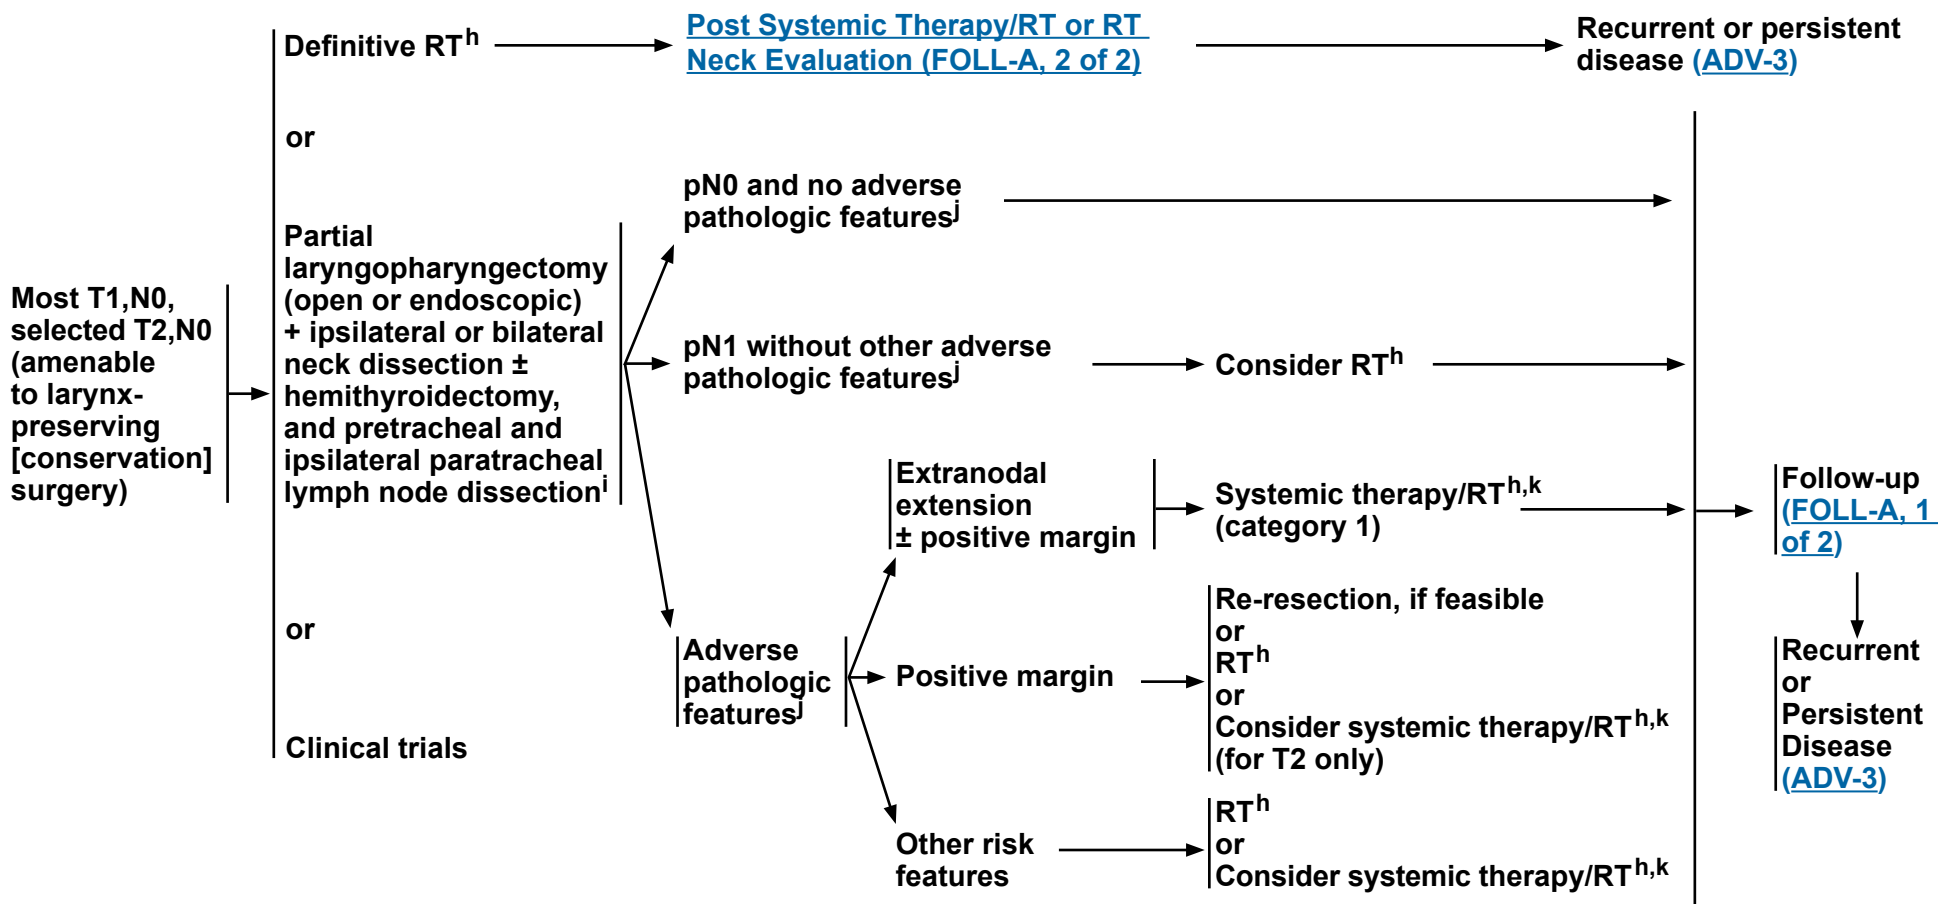 Definitive RTh
Post Systemic Therapy/RT or RT
Neck Evaluation (FOLL-A, 2 of 2)
Recurrent or persistent
disease (ADV-3)
or
Most T1,N0,
selected T2,N0
(amenable
to larynx-
preserving
[conservation]
surgery)
Partial
laryngopharyngectomy
(open or endoscopic)
+ ipsilateral or bilateral
neck dissection ±
hemithyroidectomy,
and pretracheal and
ipsilateral paratracheal
lymph node dissectioni
or
Clinical trials
pN0 and no adverse
pathologic featuresj
pN1 without other adverse
pathologic featuresj
Consider RTh
Adverse
pathologic
featuresj
Extranodal
extension
± positive margin
Systemic therapy/RTh,k
(category 1)
Positive margin
Re-resection, if feasible
or
RTh
or
Consider systemic therapy/RTh,k
(for T2 only)
Other risk
features
RTh
or
Consider systemic therapy/RTh,k
Follow-up
(FOLL-A, 1
of 2)
Recurrent
or
Persistent
Disease
(ADV-3)